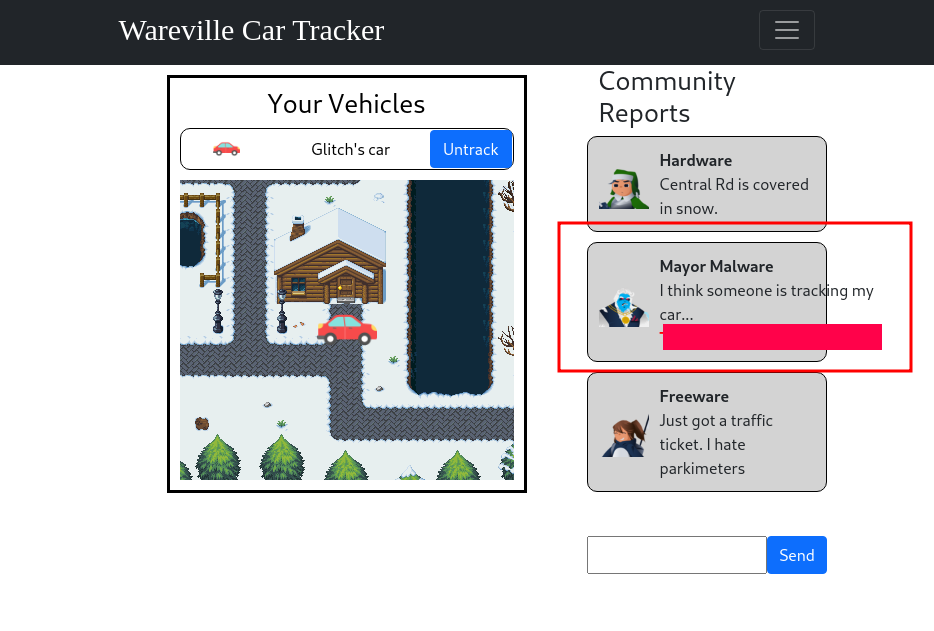 Wareville Car Tracker
Your Vehicles
Glitch's car
Untrack
Community
Reports
Hardware
Central Rd is covered
in snow.
Mayor Malware
I think someone is tracking my
car...
Freeware
Just got a traffic
ticket. I hate
parkimeters
Send